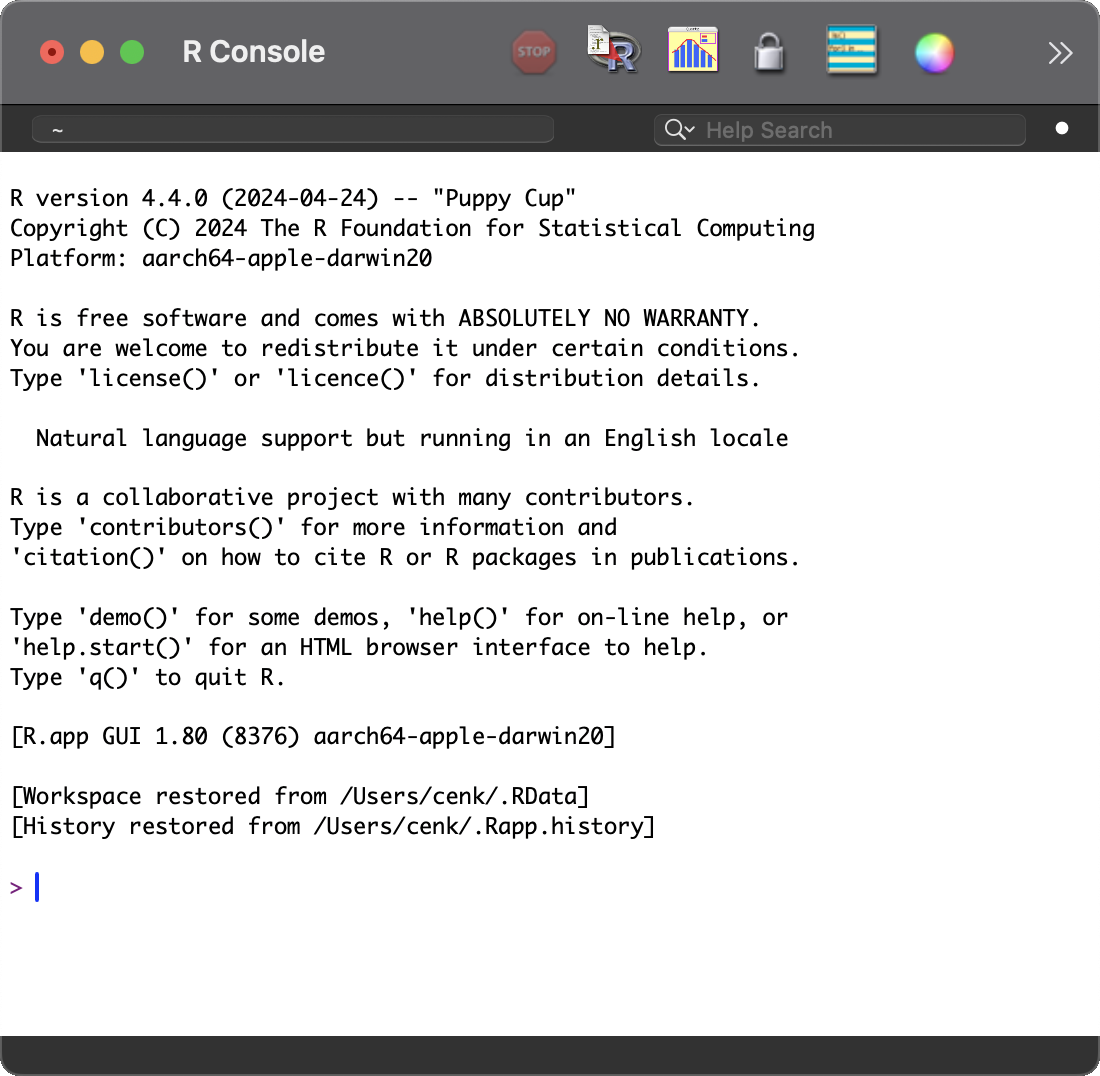 R Console
STOP
~
Help Search
R version 4.4.0 (2024-04-24) -- "Puppy Cup"
Copyright (C) 2024 The R Foundation for Statistical Computing
Platform: aarch64-apple-darwin20
R is free software and comes with ABSOLUTELY NO WARRANTY.
You are welcome to redistribute it under certain conditions.
Type 'license()' or 'licence()' for distribution details.
Natural language support but running in an English locale
R is a collaborative project with many contributors.
Type 'contributors()' for more information and
'citation()' on how to cite R or R packages in publications.
Type 'demo()' for some demos, 'help()' for on-line help, or
'help.start()' for an HTML browser interface to help.
Type 'q()' to quit R.
[R.app GUI 1.80 (8376) aarch64-apple-darwin20]
[Workspace restored from /Users/cenk/.RData]
[History restored from /Users/cenk/.Rapp.history]
>